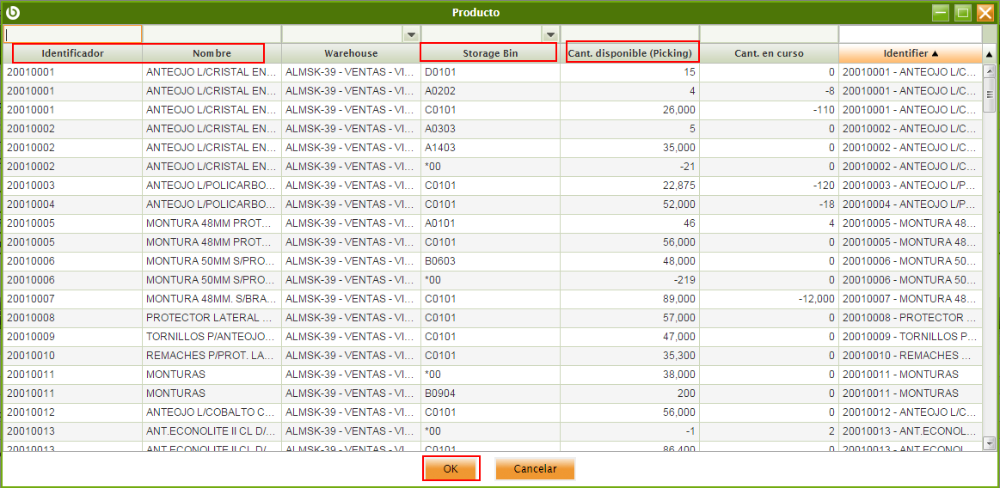 Producto
Identificador Nombre Warehouse Storage Bin Cant. disponible (Picking) Cant. en curso Identifier
20010001 ANTEOJO L/CRISTAL EN... ALMSK-39 - VENTAS - VI... D0101 15 0 20010001 - ANTEOJO L/C...
20010001 ANTEOJO L/CRISTAL EN... ALMSK-39 - VENTAS - VI... A0202 4 -8 20010001 - ANTEOJO L/C...
20010001 ANTEOJO L/CRISTAL EN... ALMSK-39 - VENTAS - VI... C0101 26,000 -110 20010001 - ANTEOJO L/C...
20010002 ANTEOJO L/CRISTAL EN... ALMSK-39 - VENTAS - VI... A0303 5 0 20010002 - ANTEOJO L/C...
20010002 ANTEOJO L/CRISTAL EN... ALMSK-39 - VENTAS - VI... A1403 35,000 0 20010002 - ANTEOJO L/C...
20010002 ANTEOJO L/CRISTAL EN... ALMSK-39 - VENTAS - VI... *00 -21 0 20010002 - ANTEOJO L/C...
20010003 ANTEOJO L/POLICARBO... ALMSK-39 - VENTAS - VI... C0101 22,875 -120 20010003 - ANTEOJO L/P...
20010004 ANTEOJO L/POLICARBO... ALMSK-39 - VENTAS - VI... C0101 52,000 -18 20010004 - ANTEOJO L/P...
20010005 MONTURA 48MM PROT... ALMSK-39 - VENTAS - VI... A0101 46 4 20010005 - MONTURA 48...
20010005 MONTURA 48MM PROT... ALMSK-39 - VENTAS - VI... C0101 56,000 0 20010005 - MONTURA 48...
20010006 MONTURA 50MM S/PRO... ALMSK-39 - VENTAS - VI... B0603 48,000 0 20010006 - MONTURA 50...
20010006 MONTURA 50MM S/PRO... ALMSK-39 - VENTAS - VI... *00 -219 0 20010006 - MONTURA 50...
20010007 MONTURA 48MM. S/BRA... ALMSK-39 - VENTAS - VI... C0101 89,000 -12,000 20010007 - MONTURA 48...
20010008 PROTECTOR LATERAL ... ALMSK-39 - VENTAS - VI... C0101 57,000 0 20010008 - PROTECTOR ...
20010009 TORNILLOS P/ANTEOJO... ALMSK-39 - VENTAS - VI... C0101 47,000 0 20010009 - TORNILLOS P...
20010010 REMACHES P/PROT. LA... ALMSK-39 - VENTAS - VI... C0101 35,300 0 20010010 - REMACHES ...
20010011 MONTURAS ALMSK-39 - VENTAS - VI... *00 38,000 0 20010011 - MONTURAS
20010011 MONTURAS ALMSK-39 - VENTAS - VI... B0904 200 0 20010011 - MONTURAS
20010012 ANTEOJO L/COBALTO C... ALMSK-39 - VENTAS - VI... C0101 56,000 0 20010012 - ANTEOJO L/C...
20010013 ANT.ECONOLITE II CL D/... ALMSK-39 - VENTAS - VI... *00 -1 2 20010013 - ANT.ECONOL...
20010013 ANT.ECONOLITE II CL D/... ALMSK-39 - VENTAS - VI... C0101 86,400 0 20010013 - ANT.ECONOL...
OK Cancelar